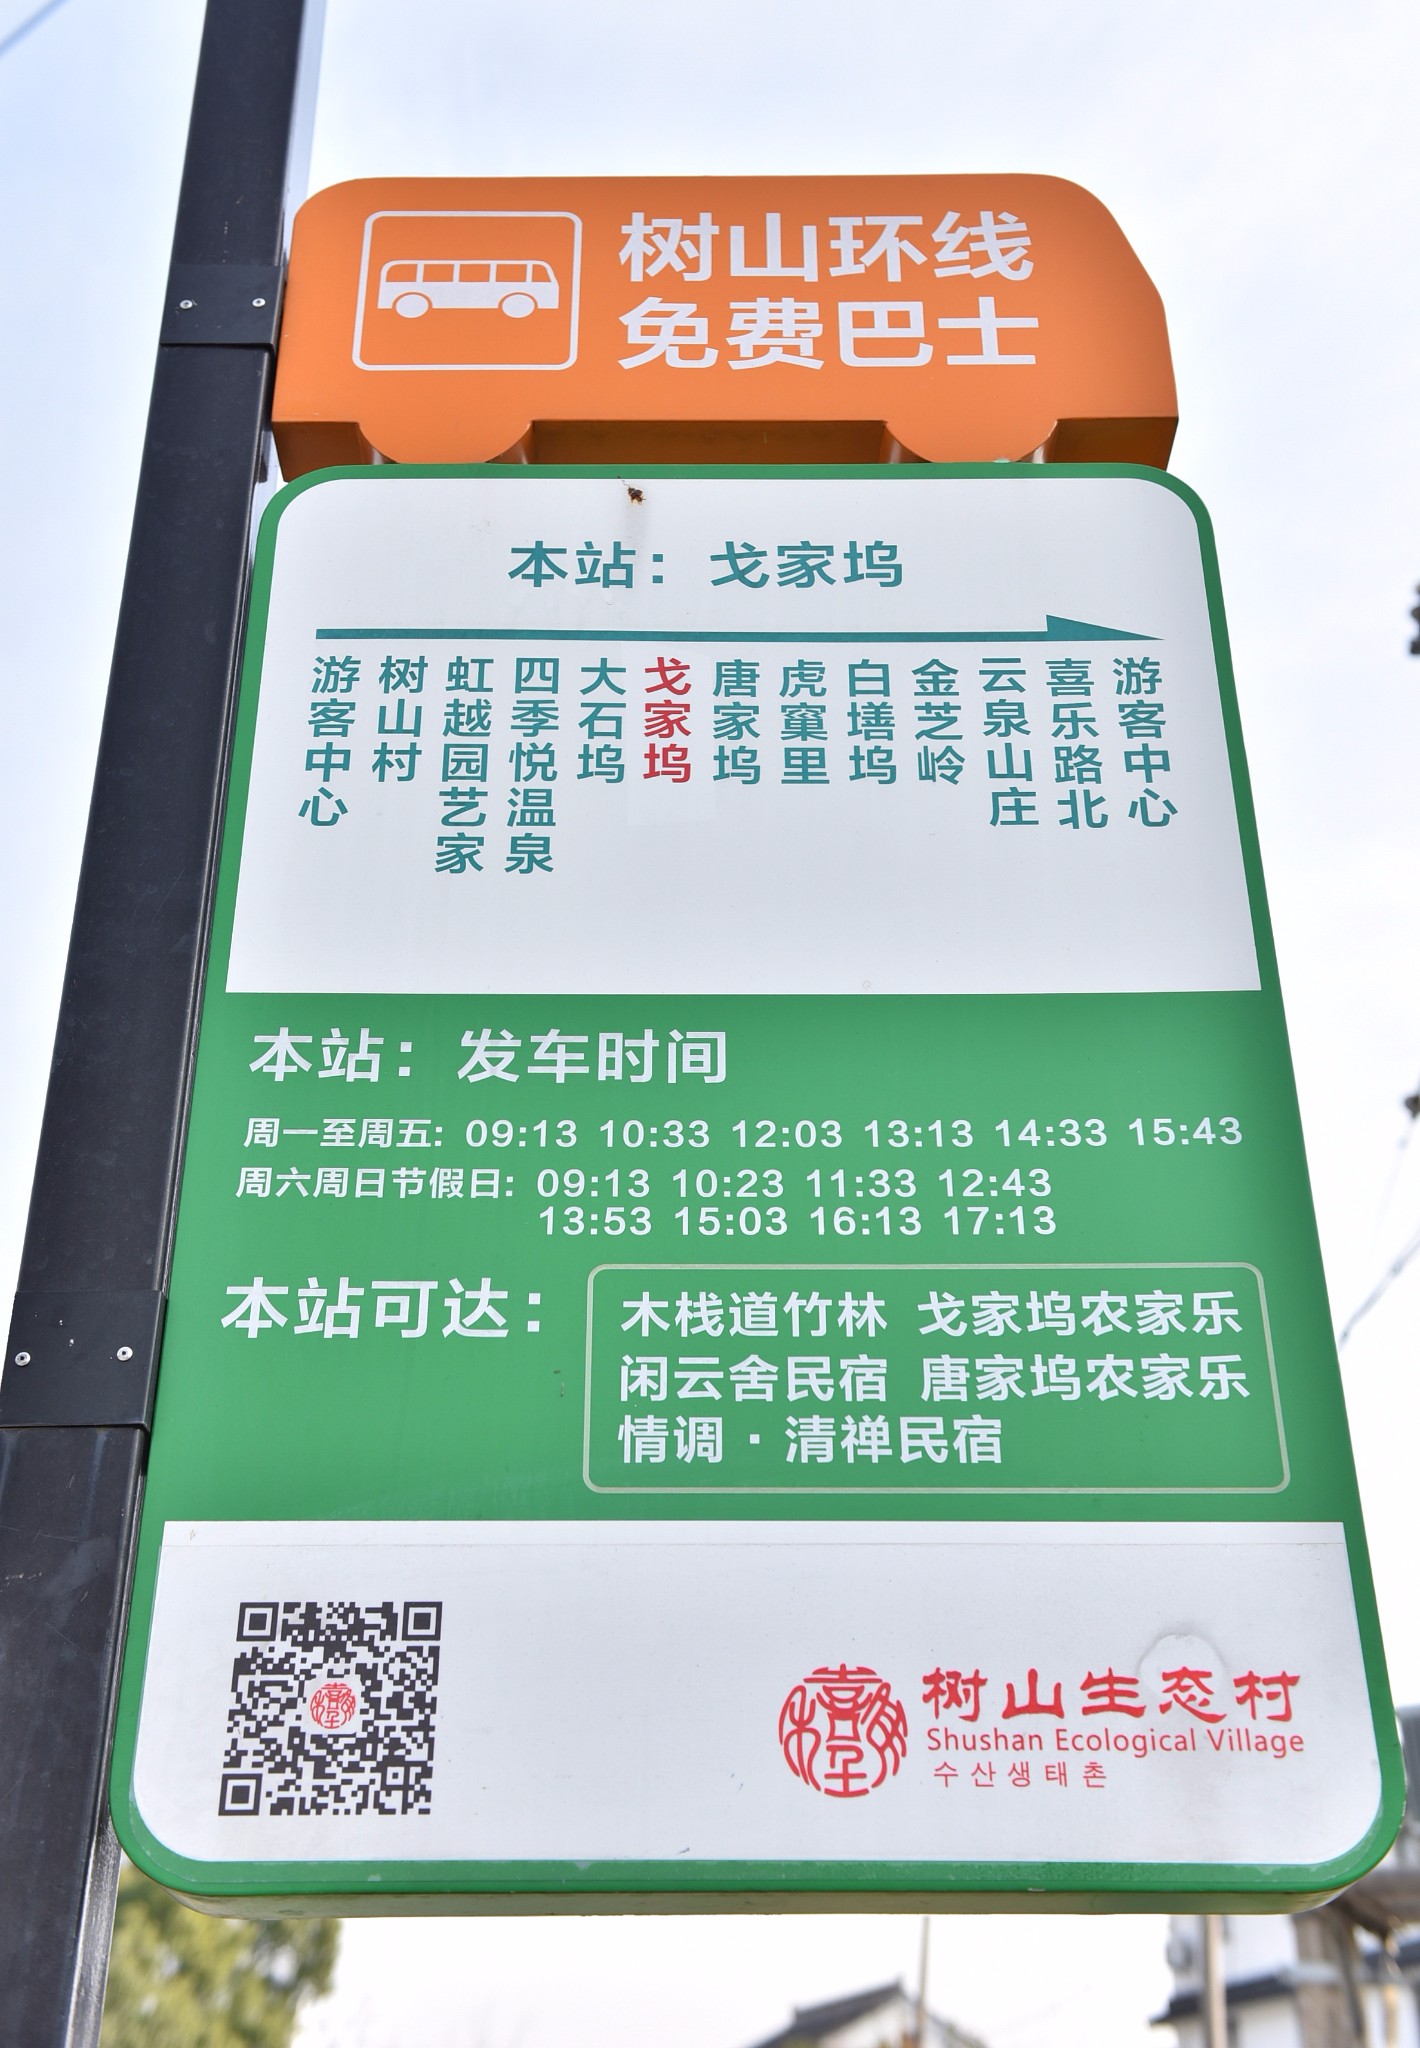 树山环线
免费巴士
本站：戈家坞
游客中心
树山村
虹越园艺家
四季悦温泉
大石坞
戈家坞
唐家坞
虎窠里
白墡坞
金芝岭
云泉山庄
喜乐路北
游客中心
本站：发车时间
周一至周五: 09:13 10:33 12:03 13:13 14:33 15:43
周六周日节假日: 09:13 10:23 11:33 12:43
13:53 15:03 16:13 17:13
本站可达：
木栈道竹林 戈家坞农家乐
闲云舍民宿 唐家坞农家乐
情调·清禅民宿
树山生态村
Shushan Ecological Village
수산생태촌